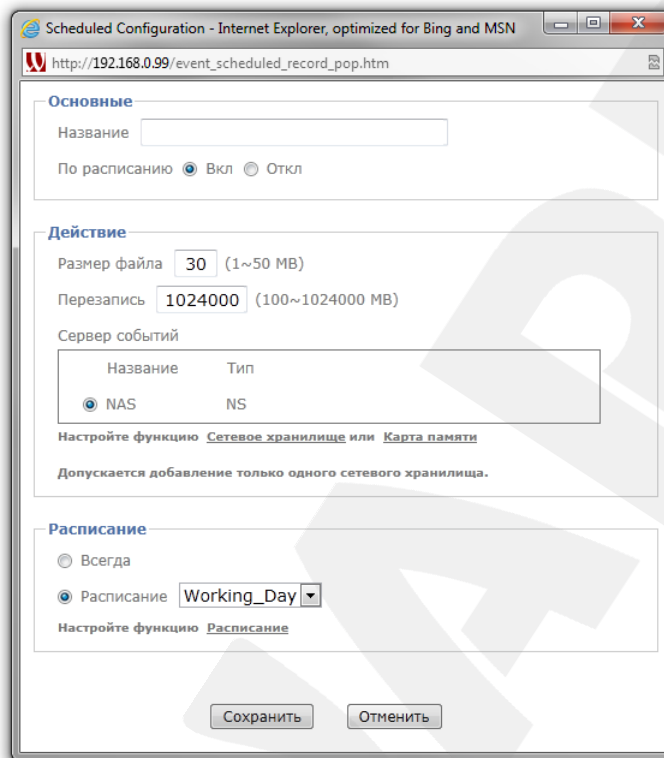 Scheduled Configuration - Internet Explorer, optimized for Bing and MSN
http://192.168.0.99/event_scheduled_record_pop.htm
Основные
Название
По расписанию Вкл Откл
Действие
Размер файла 30 (1~50 MB)
Перезапись 1024000 (100~1024000 MB)
Сервер событий
Название Тип
NAS NS
Настройте функцию Сетевое хранилище или Карта памяти
Допускается добавление только одного сетевого хранилища.
Расписание
Всегда
Расписание Working_Day
Настройте функцию Расписание
Сохранить Отменить